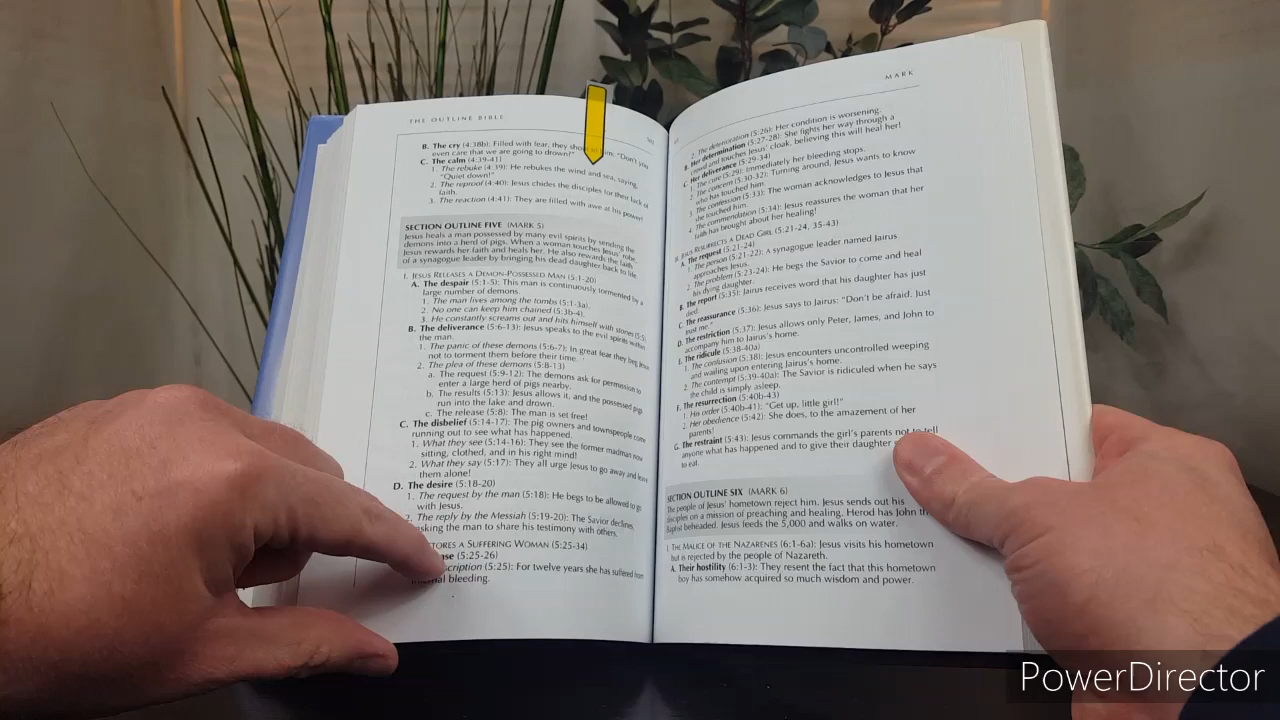 THE OUTLINE BIBLE
B. The cry (4:38b): Filled with fear, they him: "Don't you
even care that we are going to drown?"
C. The calm (4:39-41)
1. The rebuke (4:39): He rebukes the wind and sea, saying,
"Quiet down!"
2. The reproof (4:40): Jesus chides the disciples for their lack of
faith.
3. The reaction (4:41): They are filled with awe at his power!
SECTION OUTLINE FIVE (MARK 5)
Jesus heals a man possessed by many evil spirits by sending the
demons into a herd of pigs. When a woman touches Jesus' robe,
Jesus rewards her faith and heals her. He also rewards the faith
of a synagogue leader by bringing his dead daughter back to life.
I. JESUS RELEASES A DEMON-POSSESSED MAN (5:1-20)
A. The despair (5:1-5): This man is continuously tormented by a
large number of demons.
1. The man lives among the tombs (5:1-3a).
2. No one can keep him chained (5:3b-4).
3. He constantly screams out and hits himself with stones (5:5).
B. The deliverance (5:6-13): Jesus speaks to the evil spirits within
the man.
1. The panic of these demons (5:6-7): In great fear they beg Jesus
not to torment them before their time.
2. The plea of these demons (5:8-13)
a. The request (5:9-12): The demons ask for permission to
enter a large herd of pigs nearby.
b. The results (5:13): Jesus allows it, and the possessed pigs
run into the lake and drown.
c. The release (5:8): The man is set free!
C. The disbelief (5:14-17): The pig owners and townspeople come
running out to see what has happened.
1. What they see (5:14-16): They see the former madman now
sitting, clothed, and in his right mind!
2. What they say (5:17): They all urge Jesus to go away and leave
them alone!
D. The desire (5:18-20)
1. The request by the man (5:18): He begs to be allowed to go
with Jesus.
2. The reply by the Messiah (5:19-20): The Savior declines,
asking the man to share his testimony with others.
TORES A SUFFERING WOMAN (5:25-34)
ase (5:25-26)
cription (5:25): For twelve years she has suffered from
al bleeding.
MARK
2. The deterioration (5:26): Her condition is worsening.
B. Her determination (5:27-28): She fights her way through a
crowd and touches Jesus' cloak, believing this will heal her!
C. Her deliverance (5:29-34)
1. The cure (5:29): Immediately her bleeding stops.
2. The concern (5:30-32): Turning around, Jesus wants to know
who has touched him.
3. The confession (5:33): The woman acknowledges to Jesus that
she touched him.
4. The commendation (5:34): Jesus reassures the woman that her
faith has brought about her healing!
JESUS RESURRECTS A DEAD GIRL (5:21-24, 35-43)
A. The request (5:21-24)
1. The person (5:21-22): A synagogue leader named Jairus
approaches Jesus.
2. The problem (5:23-24): He begs the Savior to come and heal
his dying daughter.
B. The report (5:35): Jairus receives word that his daughter has just
died.
C. The reassurance (5:36): Jesus says to Jairus: "Don't be afraid. Just
trust me."
D. The restriction (5:37): Jesus allows only Peter, James, and John to
accompany him to Jairus's home.
E. The ridicule (5:38-40a)
1. The confusion (5:38): Jesus encounters uncontrolled weeping
and wailing upon entering Jairus's home.
2. The contempt (5:39-40a): The Savior is ridiculed when he says
the child is simply asleep.
F. The resurrection (5:40b-43)
1. His order (5:40b-41): "Get up, little girl!"
2. Her obedience (5:42): She does, to the amazement of her
parents!
G. The restraint (5:43): Jesus commands the girl's parents not to tell
anyone what has happened and to give their daughter
to eat.
SECTION OUTLINE SIX (MARK 6)
The people of Jesus' hometown reject him. Jesus sends out his
disciples on a mission of preaching and healing. Herod has John the
Baptist beheaded. Jesus feeds the 5,000 and walks on water.
I. THE MALICE OF THE NAZARENES (6:1-6a): Jesus visits his hometown
but is rejected by the people of Nazareth.
A. Their hostility (6:1-3): They resent the fact that this hometown
boy has somehow acquired so much wisdom and power.
PowerDirector